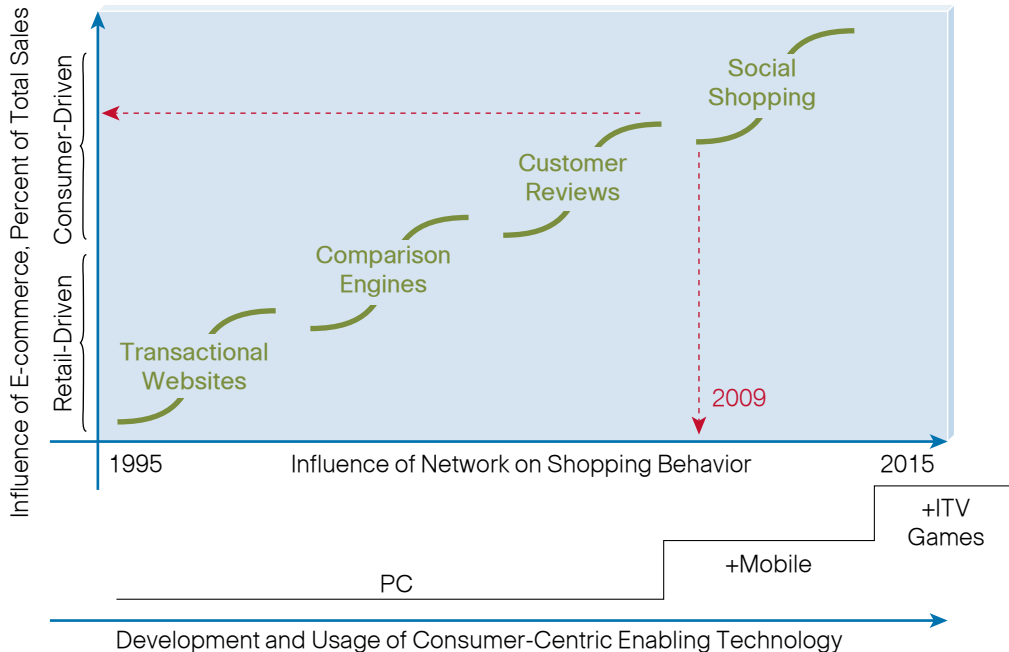 Influence of E-commerce, Percent of Total Sales
Consumer-Driven
Retail-Driven
Social
Shopping
Customer
Reviews
Comparison
Engines
Transactional
Websites
2009
1995
Influence of Network on Shopping Behavior
2015
+ITV
Games
+Mobile
PC
Development and Usage of Consumer-Centric Enabling Technology